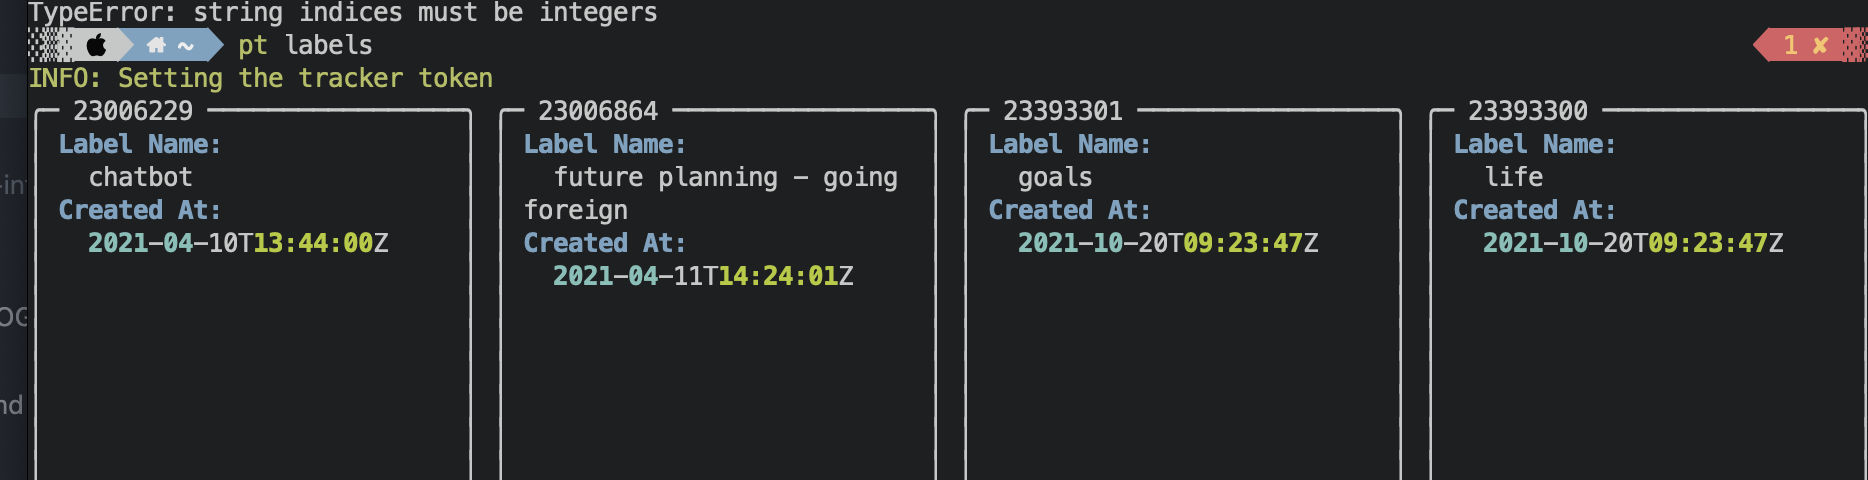 TypeError: string indices must be integers
~ pt labels 1 ✘
INFO: Setting the tracker token
23006229 23006864 23393301 23393300
Label Name: Label Name: Label Name: Label Name:
chatbot future planning - going goals life
Created At: foreign Created At: Created At:
2021-04-10T13:44:00Z Created At: 2021-10-20T09:23:47Z 2021-10-20T09:23:47Z
2021-04-11T14:24:01Z